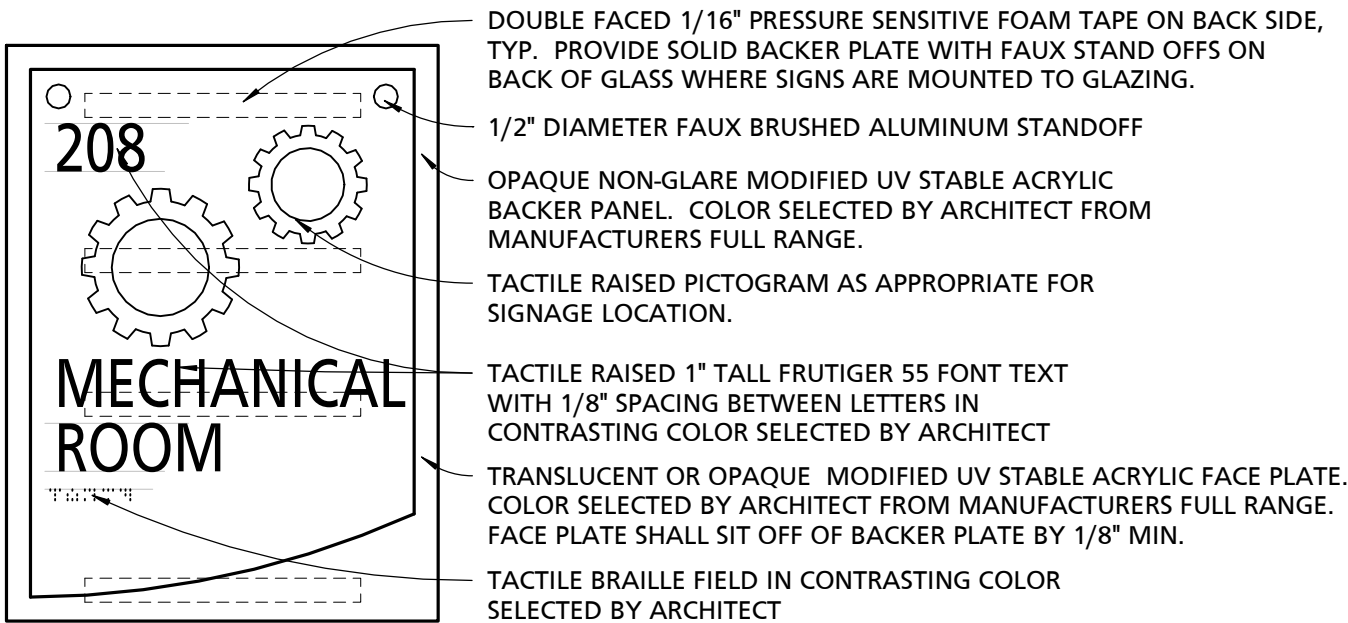 DOUBLE FACED 1/16" PRESSURE SENSITIVE FOAM TAPE ON BACK SIDE,
TYP. PROVIDE SOLID BACKER PLATE WITH FAUX STAND OFFS ON
BACK OF GLASS WHERE SIGNS ARE MOUNTED TO GLAZING.
1/2" DIAMETER FAUX BRUSHED ALUMINUM STANDOFF
208
OPAQUE NON-GLARE MODIFIED UV STABLE ACRYLIC
BACKER PANEL. COLOR SELECTED BY ARCHITECT FROM
MANUFACTURERS FULL RANGE.
TACTILE RAISED PICTOGRAM AS APPROPRIATE FOR
SIGNAGE LOCATION.
MECHANICAL
ROOM
TACTILE RAISED 1" TALL FRUTIGER 55 FONT TEXT
WITH 1/8" SPACING BETWEEN LETTERS IN
CONTRASTING COLOR SELECTED BY ARCHITECT
TRANSLUCENT OR OPAQUE MODIFIED UV STABLE ACRYLIC FACE PLATE.
COLOR SELECTED BY ARCHITECT FROM MANUFACTURERS FULL RANGE.
FACE PLATE SHALL SIT OFF OF BACKER PLATE BY 1/8" MIN.
TACTILE BRAILLE FIELD IN CONTRASTING COLOR
SELECTED BY ARCHITECT